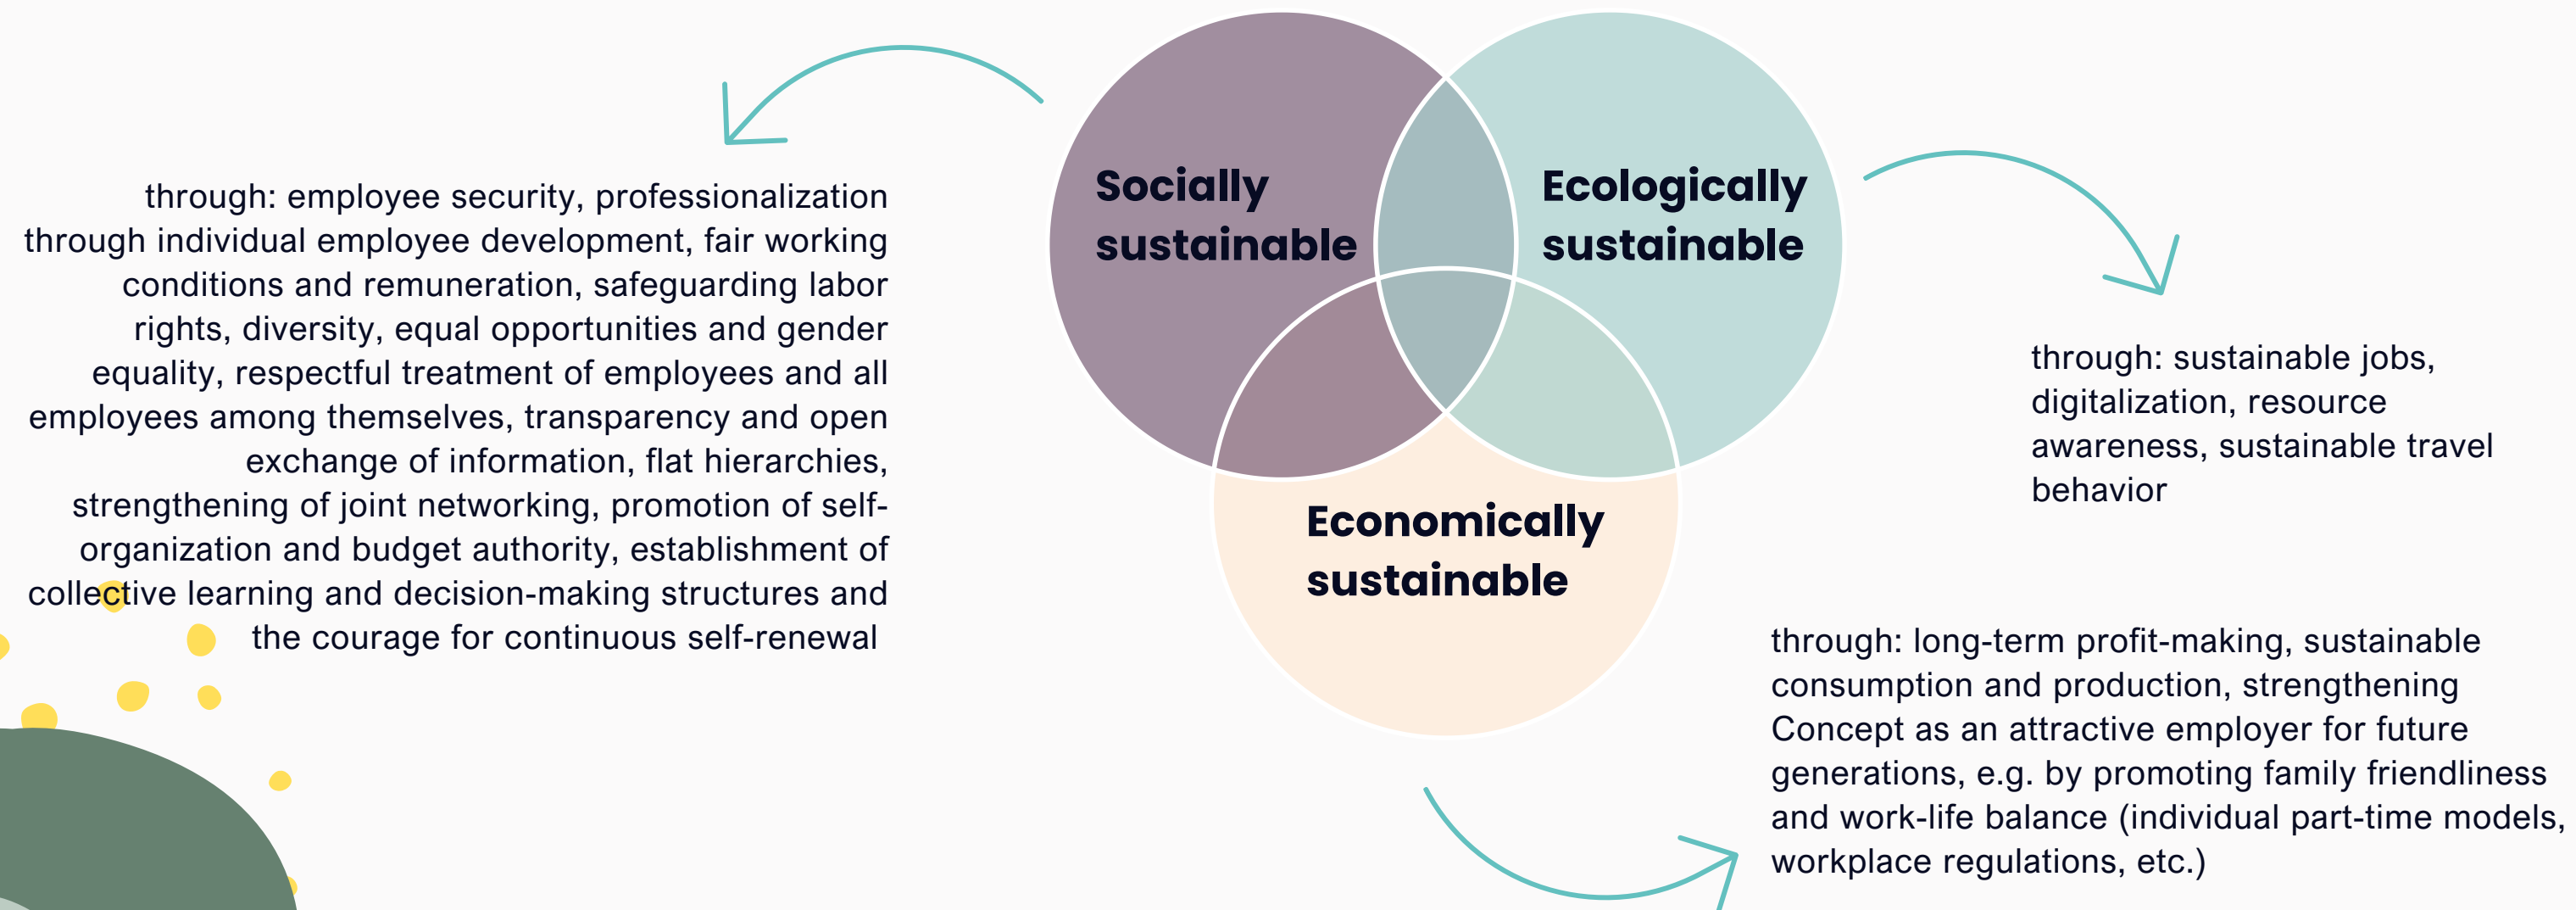 Socially
sustainable
Ecologically
sustainable
Economically
sustainable
through: employee security, professionalization
through individual employee development, fair working
conditions and remuneration, safeguarding labor
rights, diversity, equal opportunities and gender
equality, respectful treatment of employees and all
employees among themselves, transparency and open
exchange of information, flat hierarchies,
strengthening of joint networking, promotion of self-
organization and budget authority, establishment of
collective learning and decision-making structures and
the courage for continuous self-renewal
through: sustainable jobs,
digitalization, resource
awareness, sustainable travel
behavior
through: long-term profit-making, sustainable
consumption and production, strengthening
Concept as an attractive employer for future
generations, e.g. by promoting family friendliness
and work-life balance (individual part-time models,
workplace regulations, etc.)